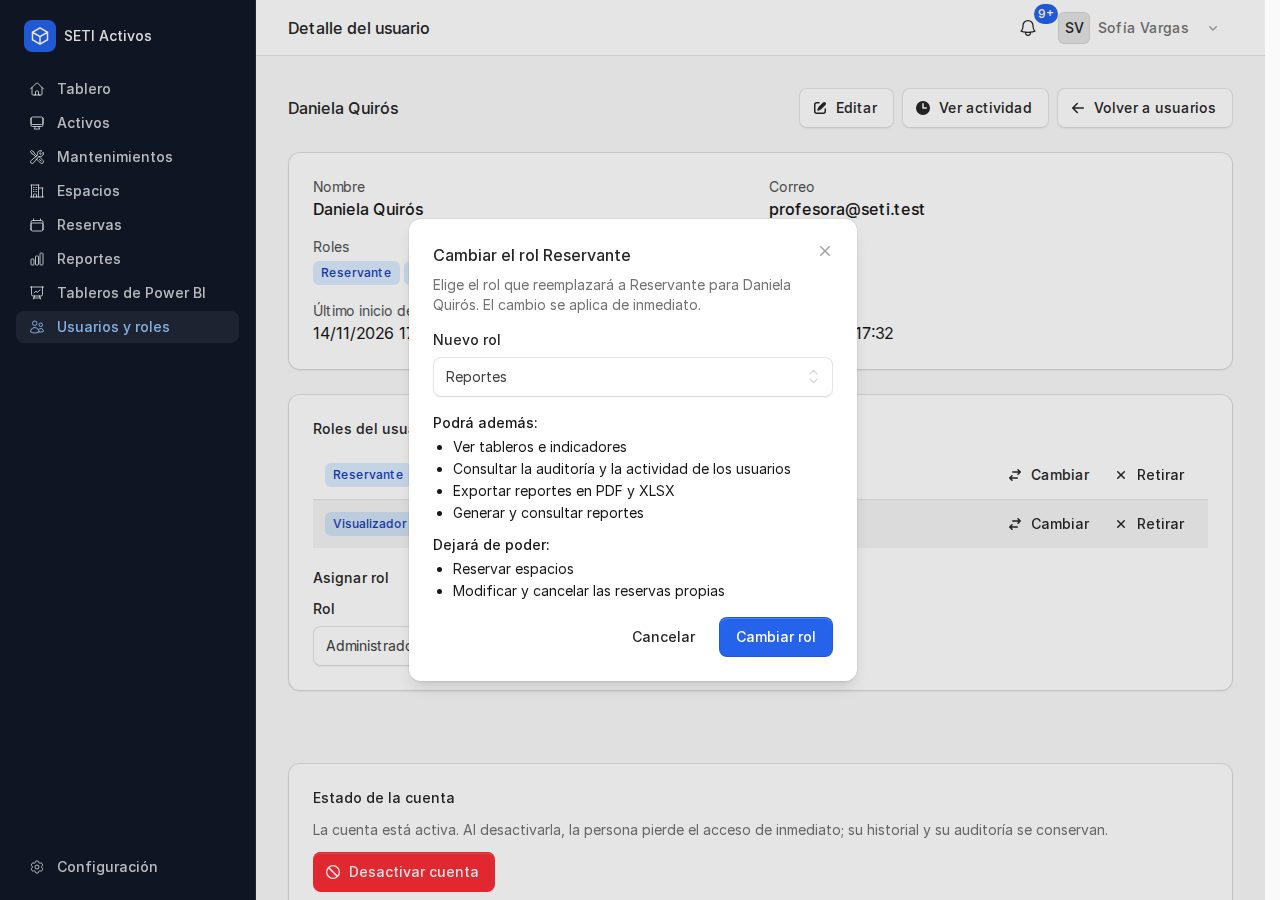 SETI Activos
Tablero
Activos
Mantenimientos
Espacios
Reservas
Reportes
Tableros de Power BI
Usuarios y roles
Configuración
Detalle del usuario
9+
SV
Sofía Vargas
Daniela Quirós
Editar
Ver actividad
Volver a usuarios
Nombre
Daniela Quirós
Correo
profesora@seti.test
Roles
Reservante
Último inicio de
14/11/2026
17:32
Roles del
Reservante
Cambiar
Retirar
Visualizador
Cambiar
Retirar
Asignar rol
Rol
Cambiar el rol Reservante
Elige el rol que reemplazará a Reservante para Daniela
Quirós. El cambio se aplica de inmediato.
Nuevo rol
Reportes
Podrá además:
Ver tableros e indicadores
Consultar la auditoría y la actividad de los usuarios
Exportar reportes en PDF y XLSX
Generar y consultar reportes
Dejará de poder:
Reservar espacios
Modificar y cancelar las reservas propias
Cancelar
Cambiar rol
Estado de la cuenta
La cuenta está activa. Al desactivarla, la persona pierde el acceso de inmediato; su historial y su auditoría se conservan.
Desactivar cuenta